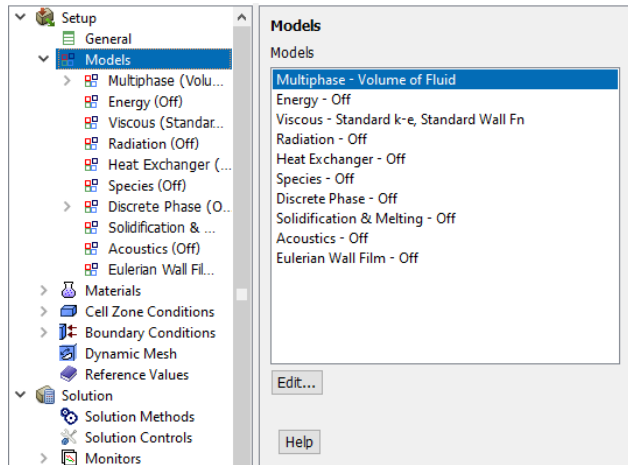 Setup
General
Models
Multiphase (Volu...
Energy (Off)
Viscous (Standar...
Radiation (Off)
Heat Exchanger (...
Species (Off)
Discrete Phase (O...
Solidification & ...
Acoustics (Off)
Eulerian Wall Fil...
Materials
Cell Zone Conditions
Boundary Conditions
Dynamic Mesh
Reference Values
Solution
Solution Methods
Solution Controls
Monitors
Models
Models
Multiphase - Volume of Fluid
Energy - Off
Viscous - Standard k-e, Standard Wall Fn
Radiation - Off
Heat Exchanger - Off
Species - Off
Discrete Phase - Off
Solidification & Melting - Off
Acoustics - Off
Eulerian Wall Film - Off
Edit...
Help